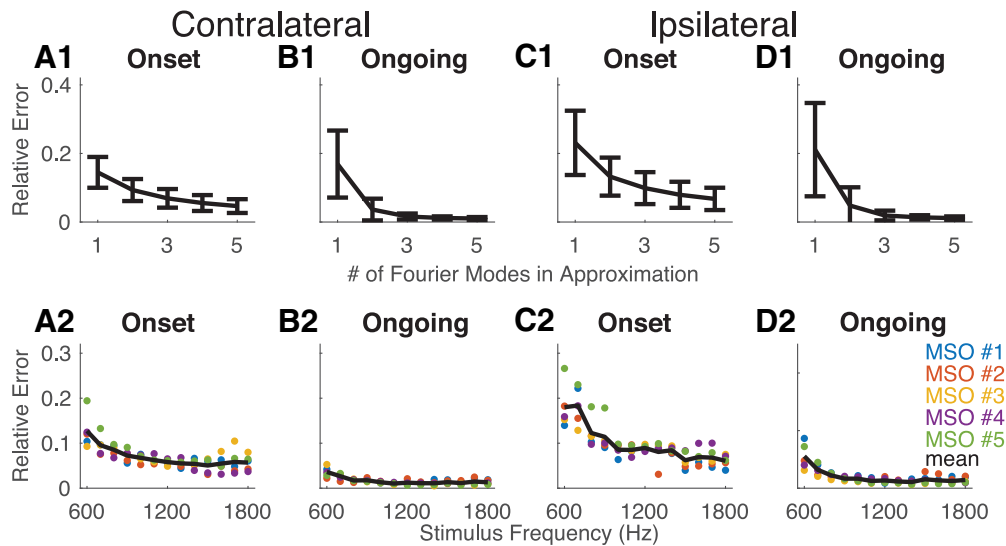 Contralateral Ipsilateral
A1 Onset B1 Ongoing C1 Onset D1 Ongoing
0.4
0.2
0
Relative Error
1 3 5 1 3 5 1 3 5 1 3 5
# of Fourier Modes in Approximation
A2 Onset B2 Ongoing C2 Onset D2 Ongoing
0.3
0.2
0.1
0
Relative Error
MSO #1
MSO #2
MSO #3
MSO #4
MSO #5
mean
600 1200 1800 600 1200 1800 600 1200 1800 600 1200 1800
Stimulus Frequency (Hz)